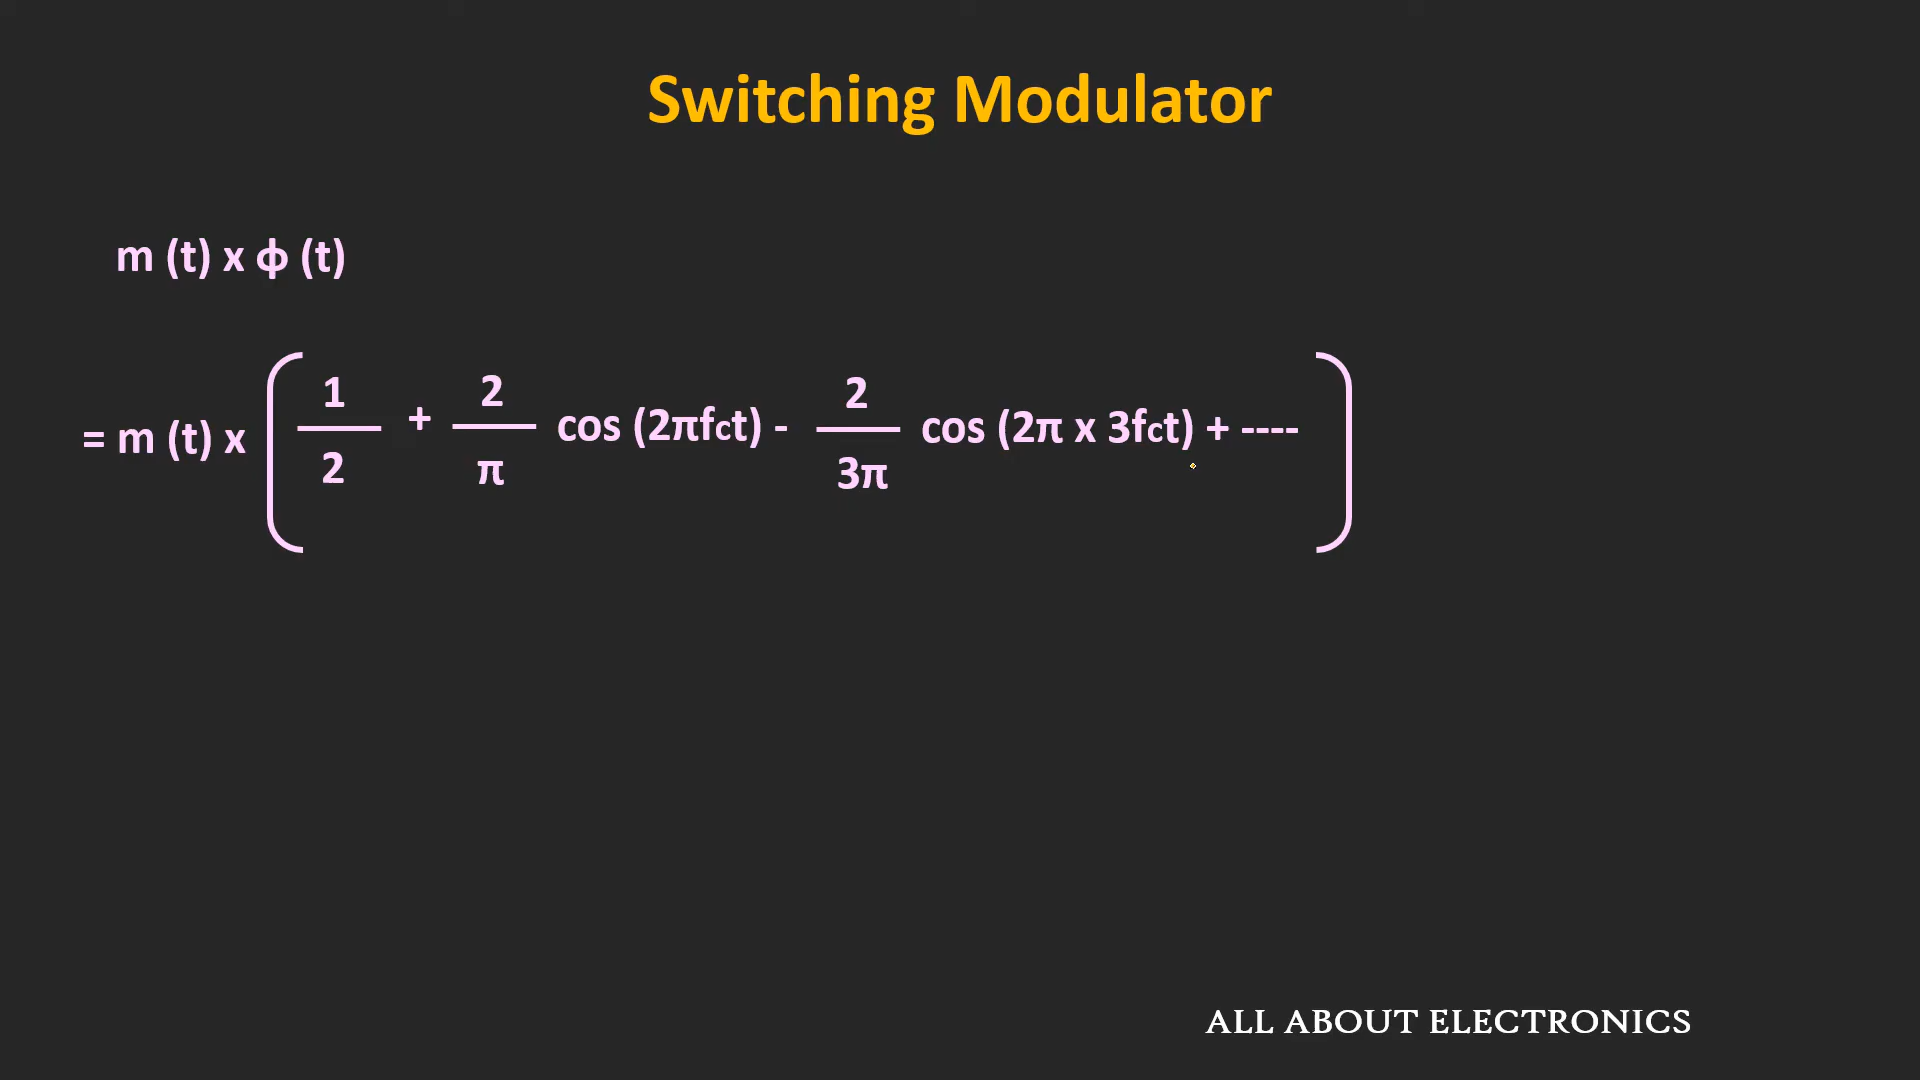 Switching Modulator
m (t) x ф (t)
= m (t) x ( 1/2 + 2/π cos (2πfct) - 2/3π cos (2π x 3fct) + ---- )
ALL ABOUT ELECTRONICS